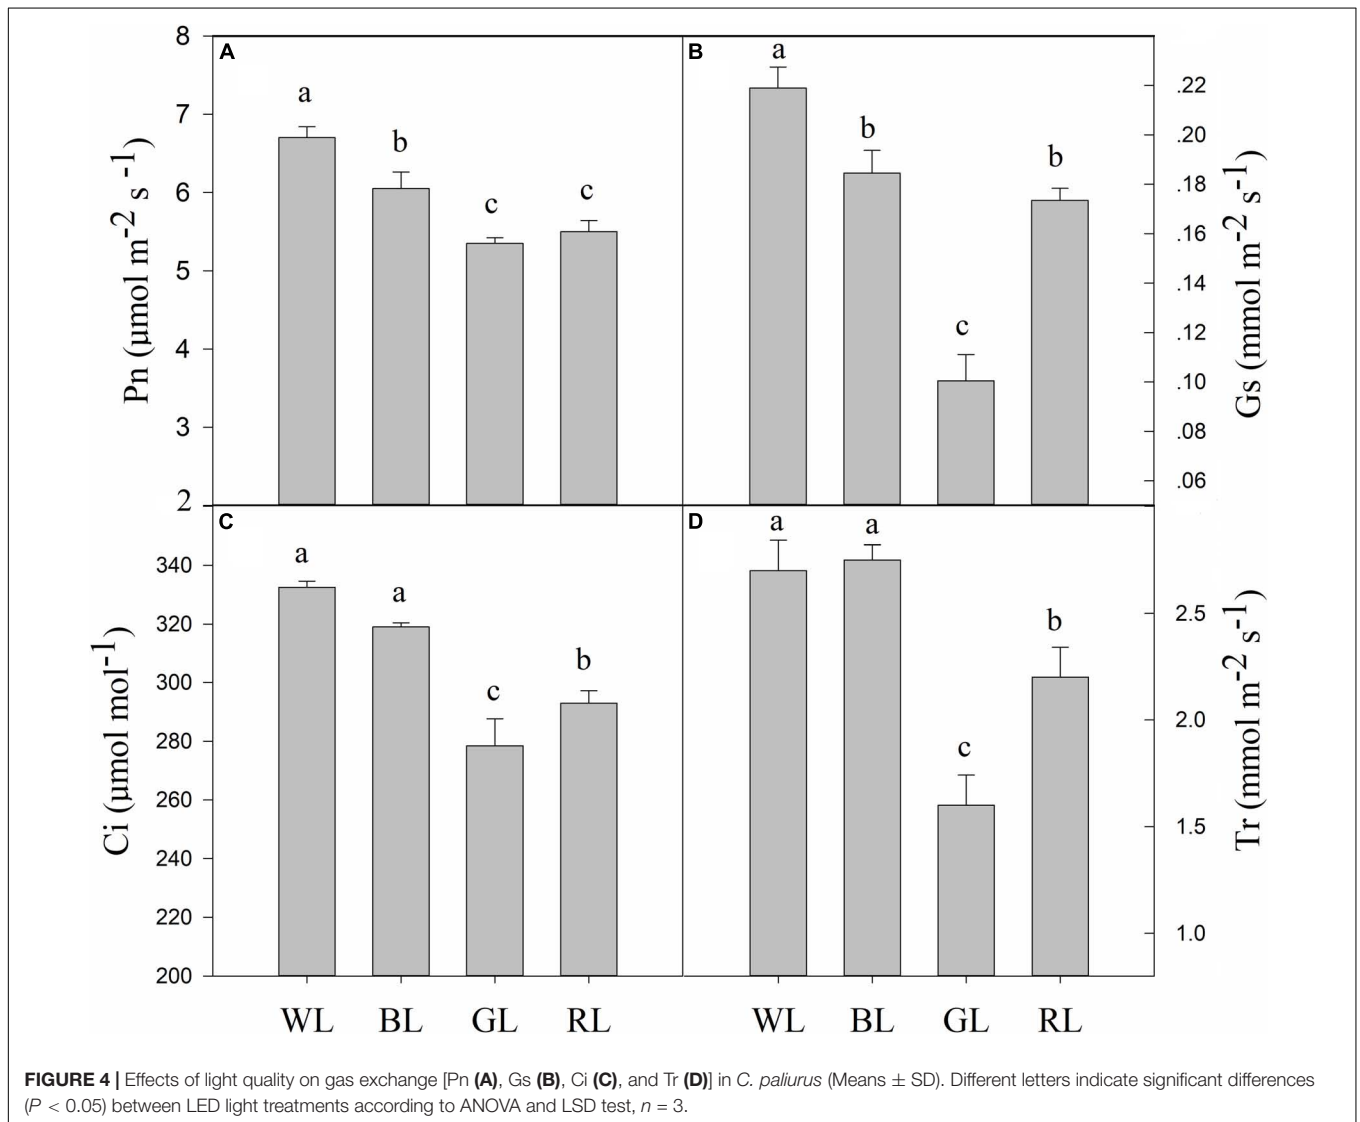 A
8
7
6
5
4
3
2
Pn (µmol m-2 s -1)
a
b
c
c
B
.22
.20
.18
.16
.14
.12
.10
.08
.06
Gs (mmol m-2 s-1)
a
b
c
b
C
340
320
300
280
260
240
220
200
Ci (µmol mol-1)
a
a
c
b
WL BL GL RL
D
2.5
2.0
1.5
1.0
Tr (mmol m-2 s-1)
a
a
c
b
WL BL GL RL
FIGURE 4 | Effects of light quality on gas exchange [Pn (A), Gs (B), Ci (C), and Tr (D)] in C. paliurus (Means ± SD). Different letters indicate significant differences
(P < 0.05) between LED light treatments according to ANOVA and LSD test, n = 3.